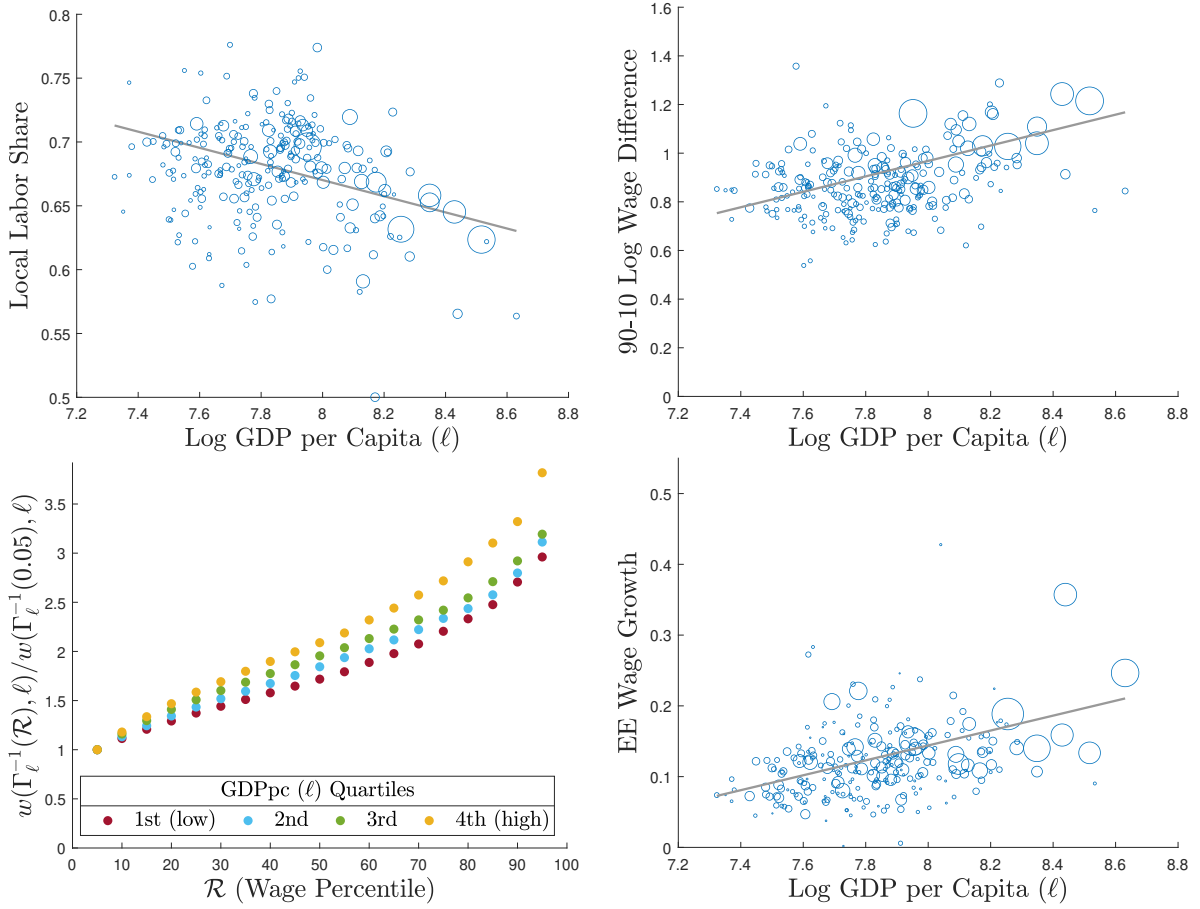 0.8
0.75
0.7
0.65
0.6
0.55
0.5
7.2 7.4 7.6 7.8 8 8.2 8.4 8.6 8.8
Local Labor Share
Log GDP per Capita (ℓ)
1.6
1.4
1.2
1
0.8
0.6
0.4
0.2
0
7.2 7.4 7.6 7.8 8 8.2 8.4 8.6 8.8
90-10 Log Wage Difference
Log GDP per Capita (ℓ)
3.5
3
2.5
2
1.5
1
0.5
0
0 10 20 30 40 50 60 70 80 90 100
w(Γℓ⁻¹(ℛ), ℓ)/w(Γℓ⁻¹(0.05), ℓ)
GDPpc (ℓ) Quartiles
1st (low) 2nd 3rd 4th (high)
ℛ (Wage Percentile)
0.5
0.4
0.3
0.2
0.1
0
7.2 7.4 7.6 7.8 8 8.2 8.4 8.6 8.8
EE Wage Growth
Log GDP per Capita (ℓ)